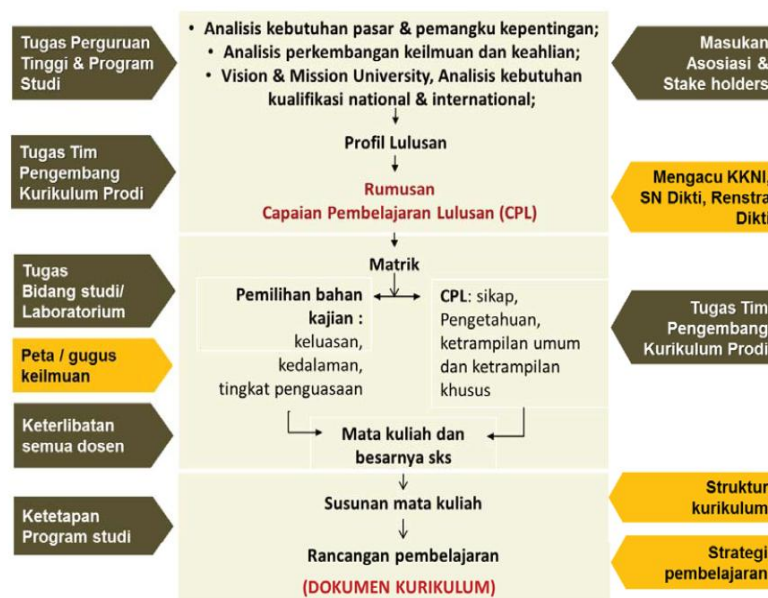 Tugas Perguruan
Tinggi & Program
Studi
Tugas Tim
Pengembang
Kurikulum Prodi
Tugas
Bidang studi/
Laboratorium
Peta / gugus
keilmuan
Keterlibatan
semua dosen
Ketetapan
Program studi
• Analisis kebutuhan pasar & pemangku kepentingan;
• Analisis perkembangan keilmuan dan keahlian;
• Vision & Mission University, Analisis kebutuhan
kualifikasi national & international;
Profil Lulusan
Rumusan
Capaian Pembelajaran Lulusan (CPL)
Matrik
Pemilihan bahan
kajian :
keluasan,
kedalaman,
tingkat penguasaan
CPL: sikap,
Pengetahuan,
ketrampilan umum
dan ketrampilan
khusus
Mata kuliah dan
besarnya sks
Susunan mata kuliah
Rancangan pembelajaran
(DOKUMEN KURIKULUM)
Masukan
Asosiasi &
Stake holders
Mengacu KKNI,
SN Dikti, Renstra
Dikti
Tugas Tim
Pengembang
Kurikulum Prodi
Struktur
kurikulum
Strategi
pembelajaran